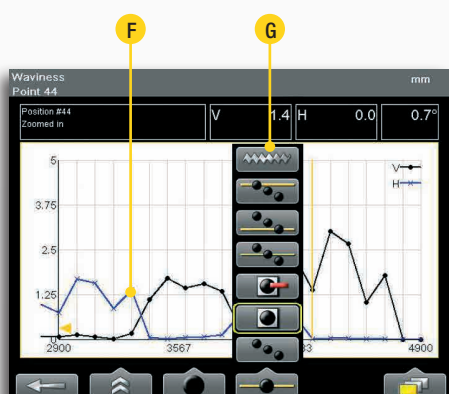 F G
Waviness mm
Point 44
Position #44
Zoomed in
V 1.4 H 0.0 0.7°
5
V
H
3.75
2.5
1.25
0
2900 3567 33 4900